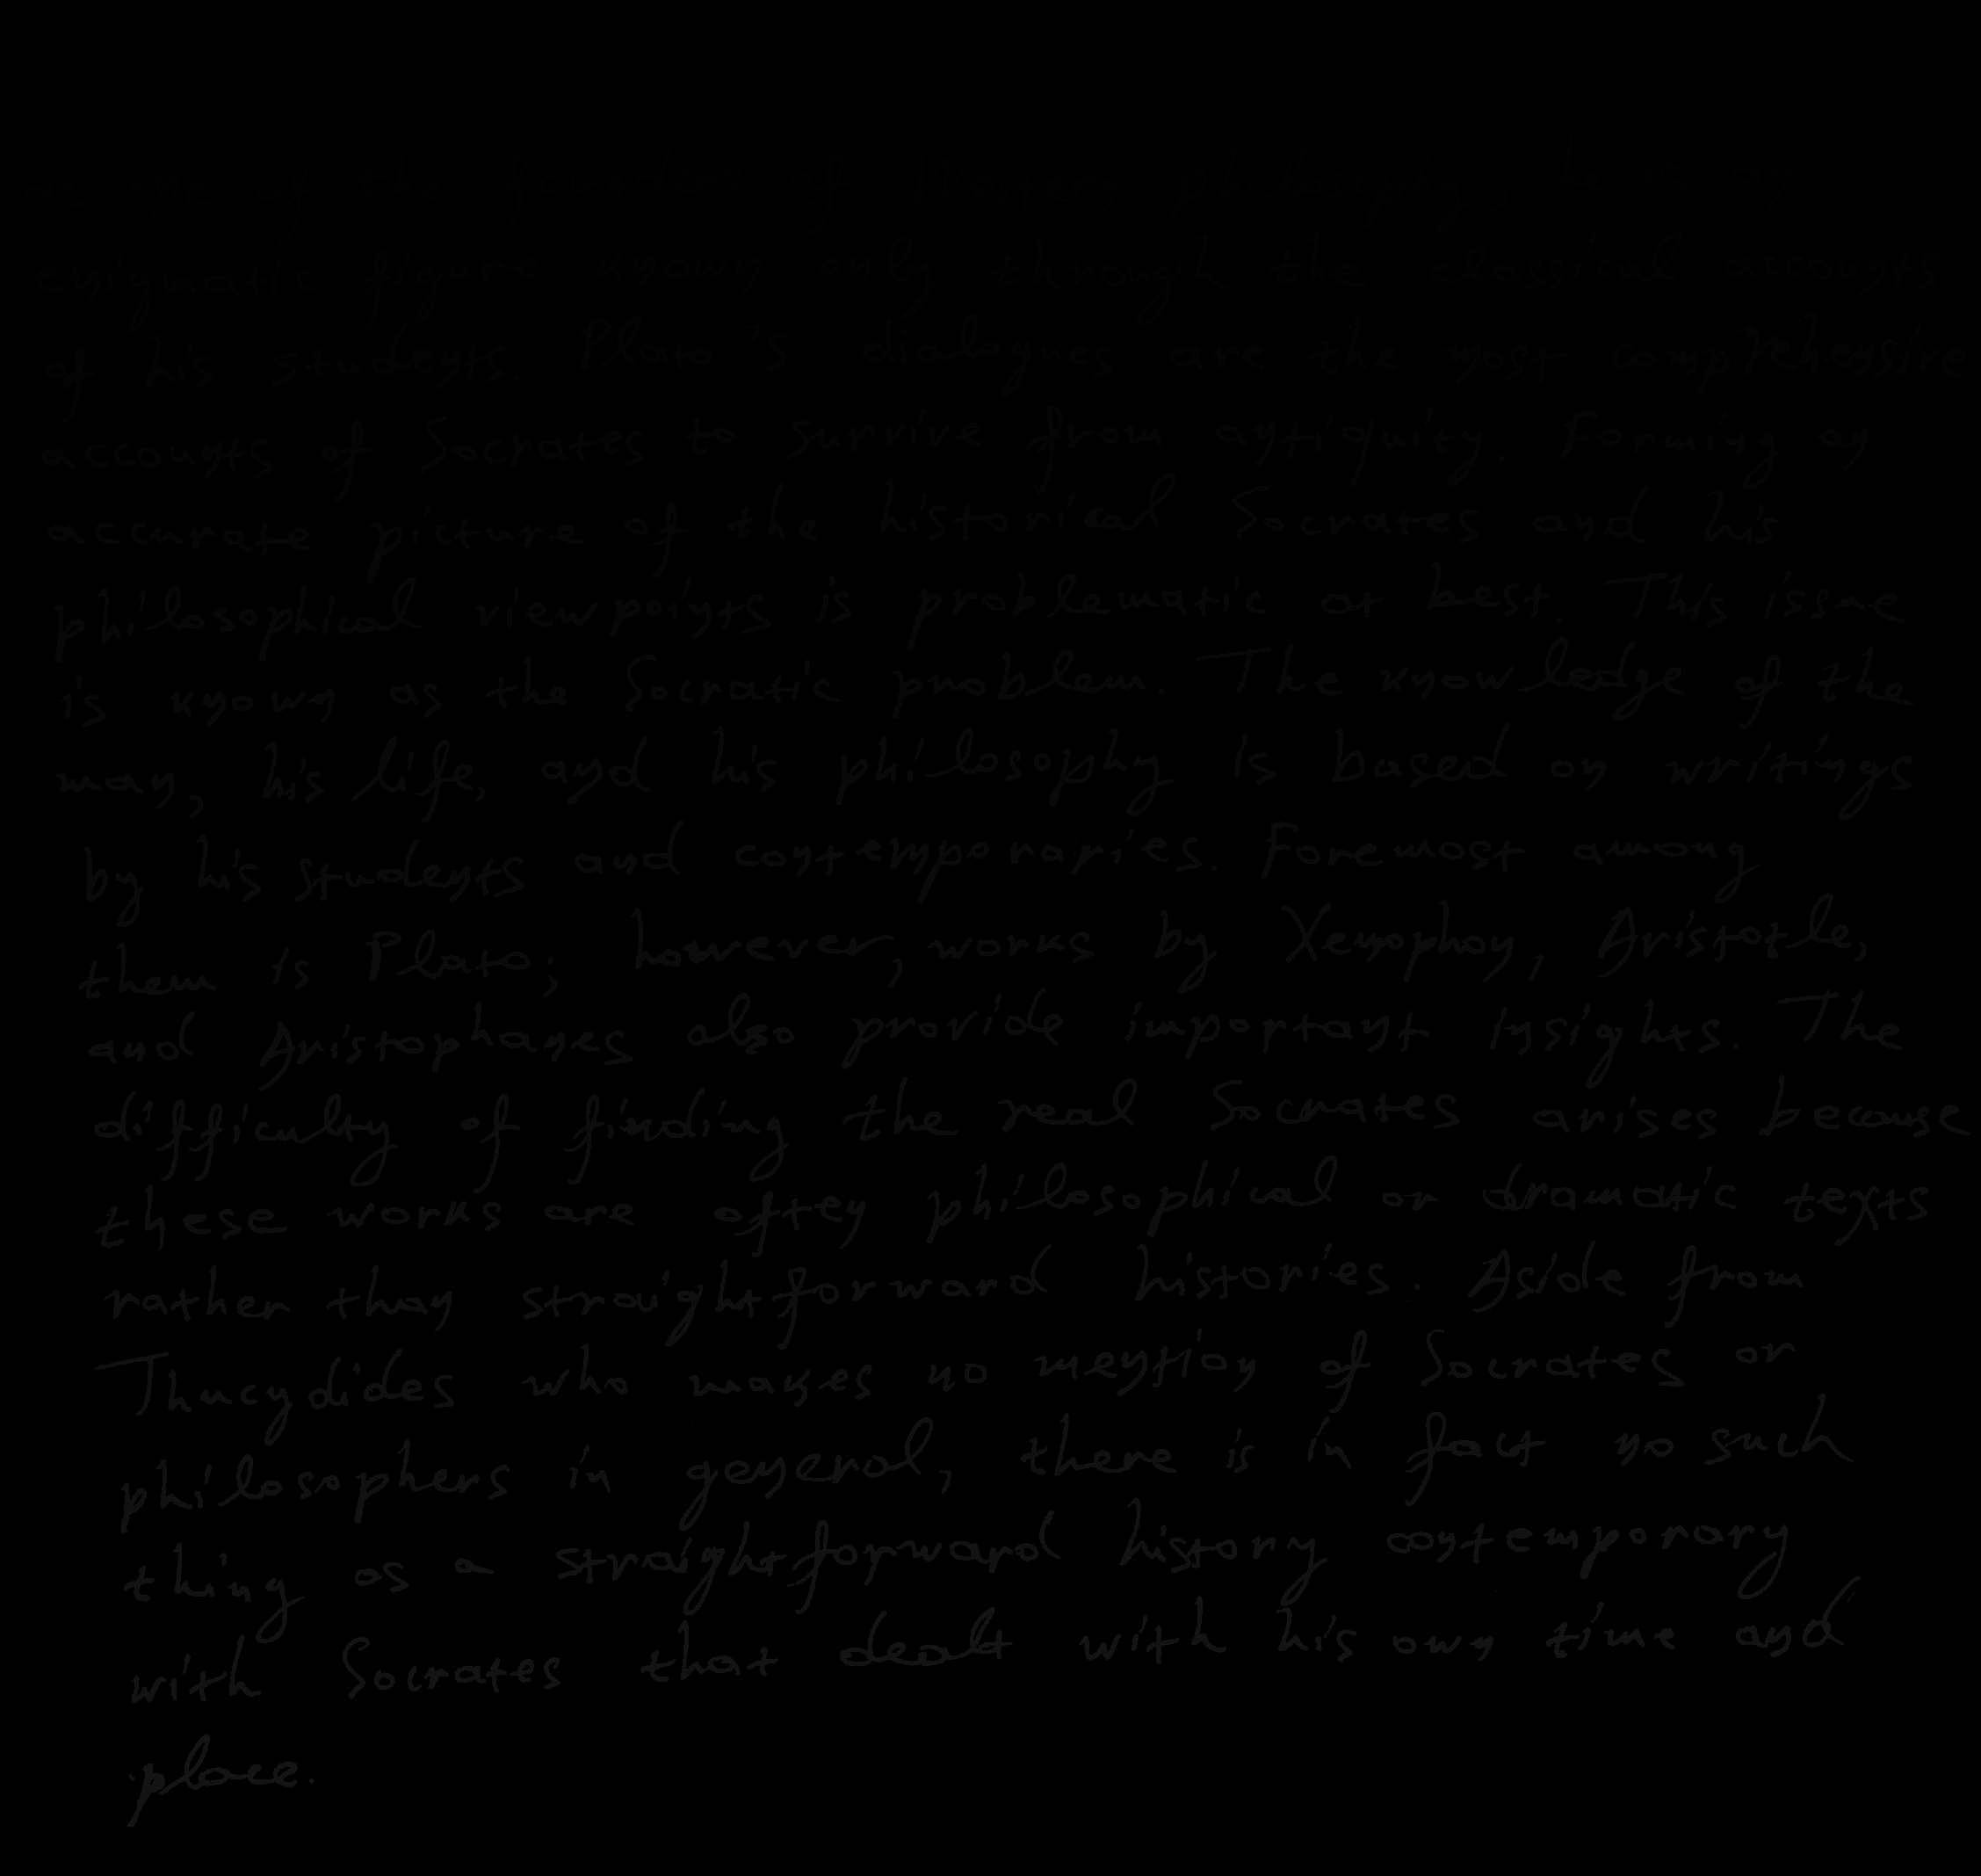 as one of the founders of Western philosophy, he is an
enigmatic figure known only through the classical accounts
of his students. Plato's dialogues are the most comprehensive
accounts of Socrates to survive from antiquity. Forming an
accurate picture of the historical Socrates and his
philosophical viewpoints is problematic at best. This issue
is known as the Socratic problem. The knowledge of the
man, his life, and his philosophy is based on writings
by his students and contemporaries. Foremost among
them is Plato; however, works by Xenophon, Aristotle,
and Aristophanes also provide important insights. The
difficulty of finding the real Socrates arises because
these works are often philosophical or dramatic texts
rather than straightforward histories. Aside from
Thucydides who makes no mention of Socrates or
philosophers in general, there is in fact no such
thing as a straightforward history contemporary
with Socrates that dealt with his own time and
place.